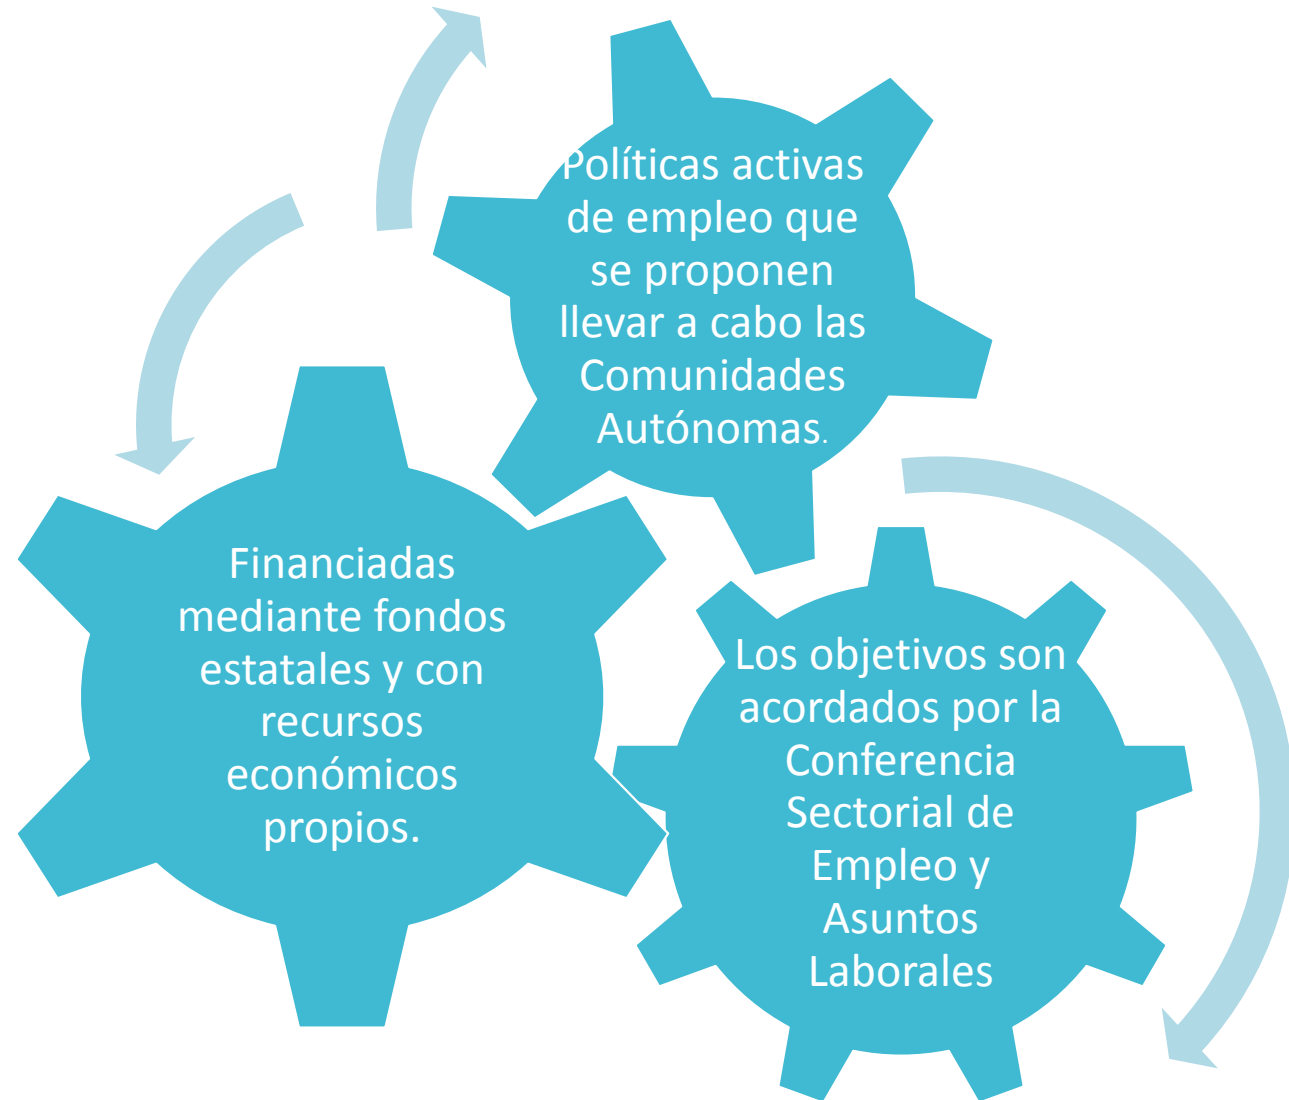 Políticas activas
de empleo que
se proponen
llevar a cabo las
Comunidades
Autónomas.
Financiadas
mediante fondos
estatales y con
recursos
económicos
propios.
Los objetivos son
acordados por la
Conferencia
Sectorial de
Empleo y
Asuntos
Laborales